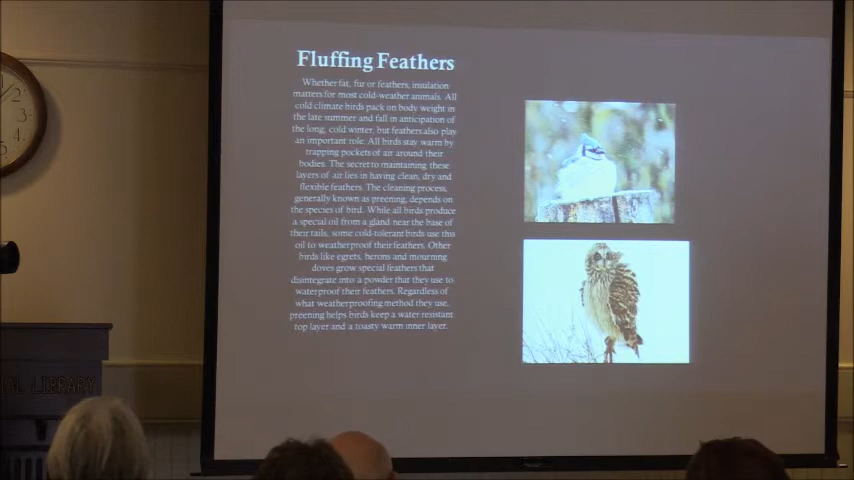 Fluffing Feathers
Whether fat, fur or feathers, insulation
matters for most cold-weather animals. All
cold climate birds pack on body weight in
the late summer and fall in anticipation of
the long, cold winter, but feathers also play
an important role. All birds stay warm by
trapping pockets of air around their
bodies. The secret to maintaining these
layers of air lies in having clean, dry and
flexible feathers. The cleaning process,
generally known as preening, depends on
the species of bird. While all birds produce
a special oil from a gland near the base of
their tails, some cold-tolerant birds use this
oil to weatherproof their feathers. Other
birds like egrets, herons and mourning
doves grow special feathers that
disintegrate into a powder that they use to
waterproof their feathers. Regardless of
what weatherproofing method they use,
preening helps birds keep a water resistant
top layer and a toasty warm inner layer.
LIBRARY
1
2
3
4
5